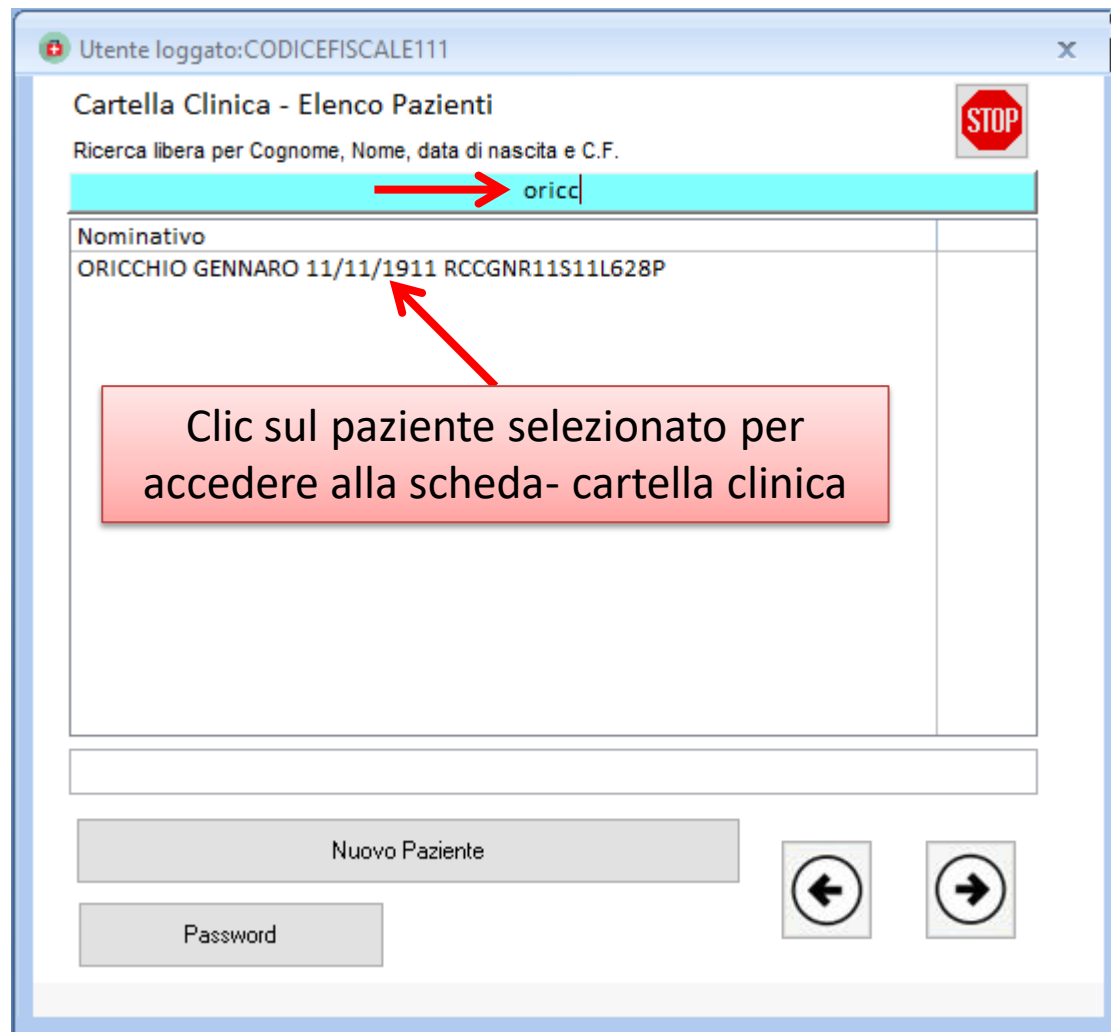 Utente loggato:CODICEFISCALE111
x
Cartella Clinica - Elenco Pazienti
STOP
Ricerca libera per Cognome, Nome, data di nascita e C.F.
oricc
Nominativo
ORICCHIO GENNARO 11/11/1911 RCCGNR11S11L628P
Clic sul paziente selezionato per
accedere alla scheda- cartella clinica
Nuovo Paziente
Password